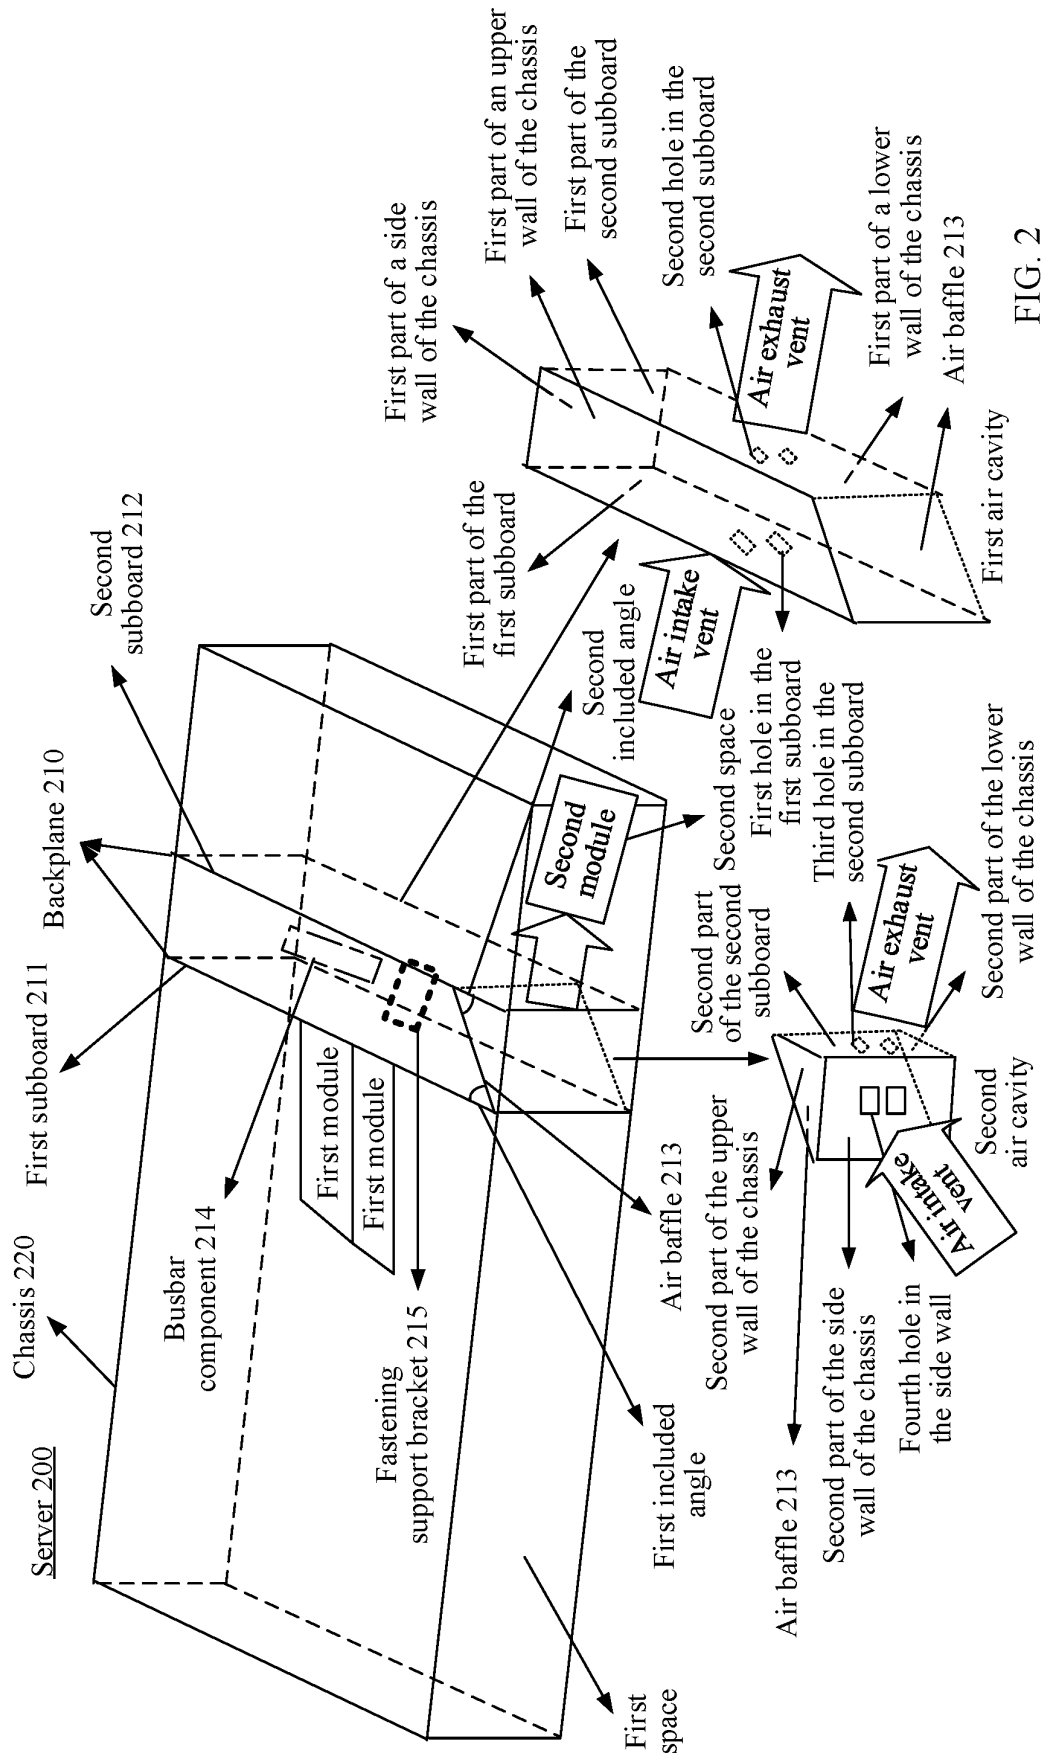 Server 200
Chassis 220
First subboard 211
Backplane 210
Second
subboard 212
Busbar
component 214
First module
First module
Fastening
support bracket 215
First included
angle
First
space
Air baffle 213
Second
module
Second space
Second
included angle
First part of the
first subboard
First part of a side
wall of the chassis
First part of an upper
wall of the chassis
First part of the
second subboard
Second hole in the
second subboard
Air exhaust
vent
First part of a lower
wall of the chassis
Air baffle 213
Air intake
vent
First hole in the
first subboard
First air cavity
Second part
of the second
subboard
Third hole in the
second subboard
Air exhaust
vent
Second part of the lower
wall of the chassis
Second part of the upper
wall of the chassis
Air baffle 213
Second part of the side
wall of the chassis
Fourth hole in
the side wall
Air intake
vent
Second
air cavity
FIG. 2